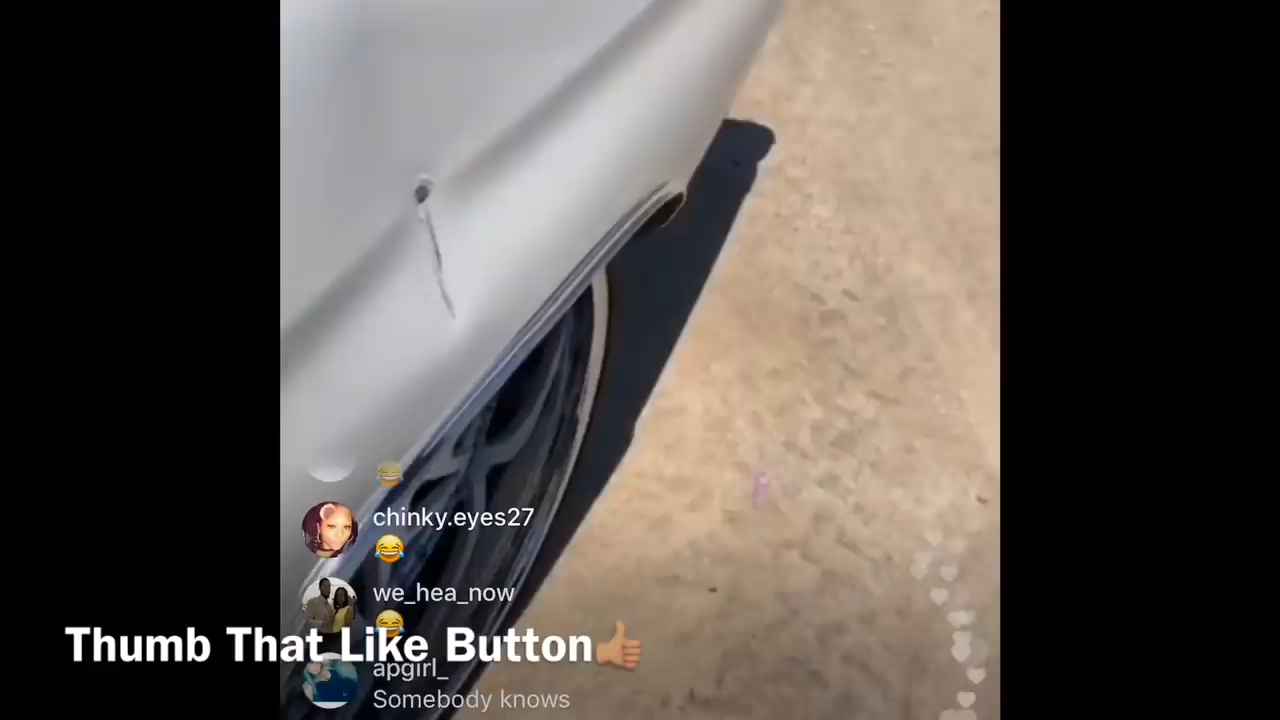 😂
chinky.eyes27
😂
we_hea_now
😂
Thumb That Like Button👍🏼
apgirl_
Somebody knows